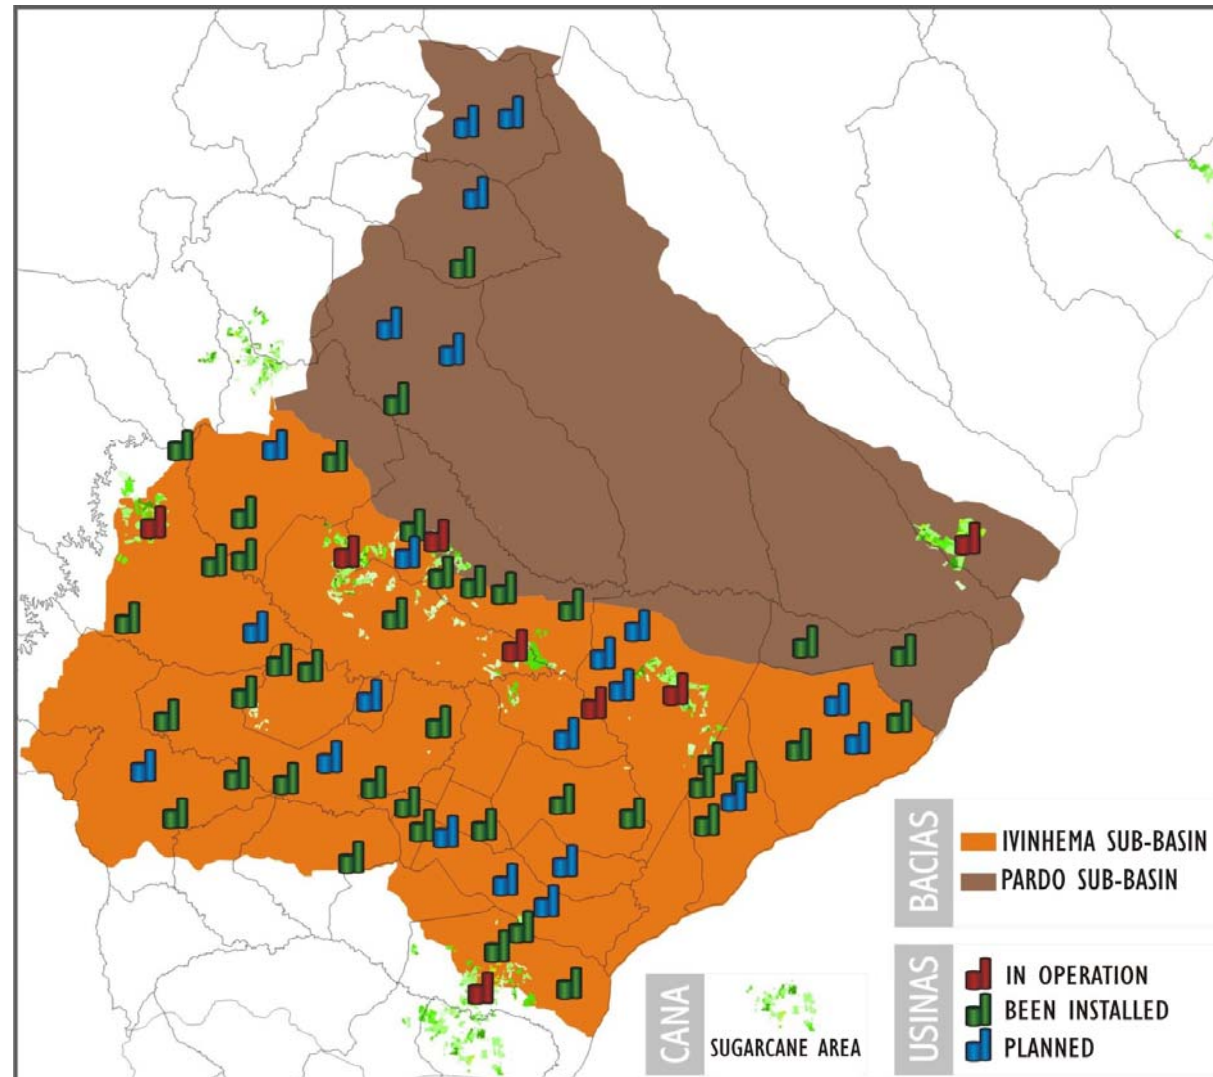 BACIAS
IVINHEMA SUB-BASIN
PARDO SUB-BASIN
CANA
SUGARCANE AREA
USINAS
IN OPERATION
BEEN INSTALLED
PLANNED